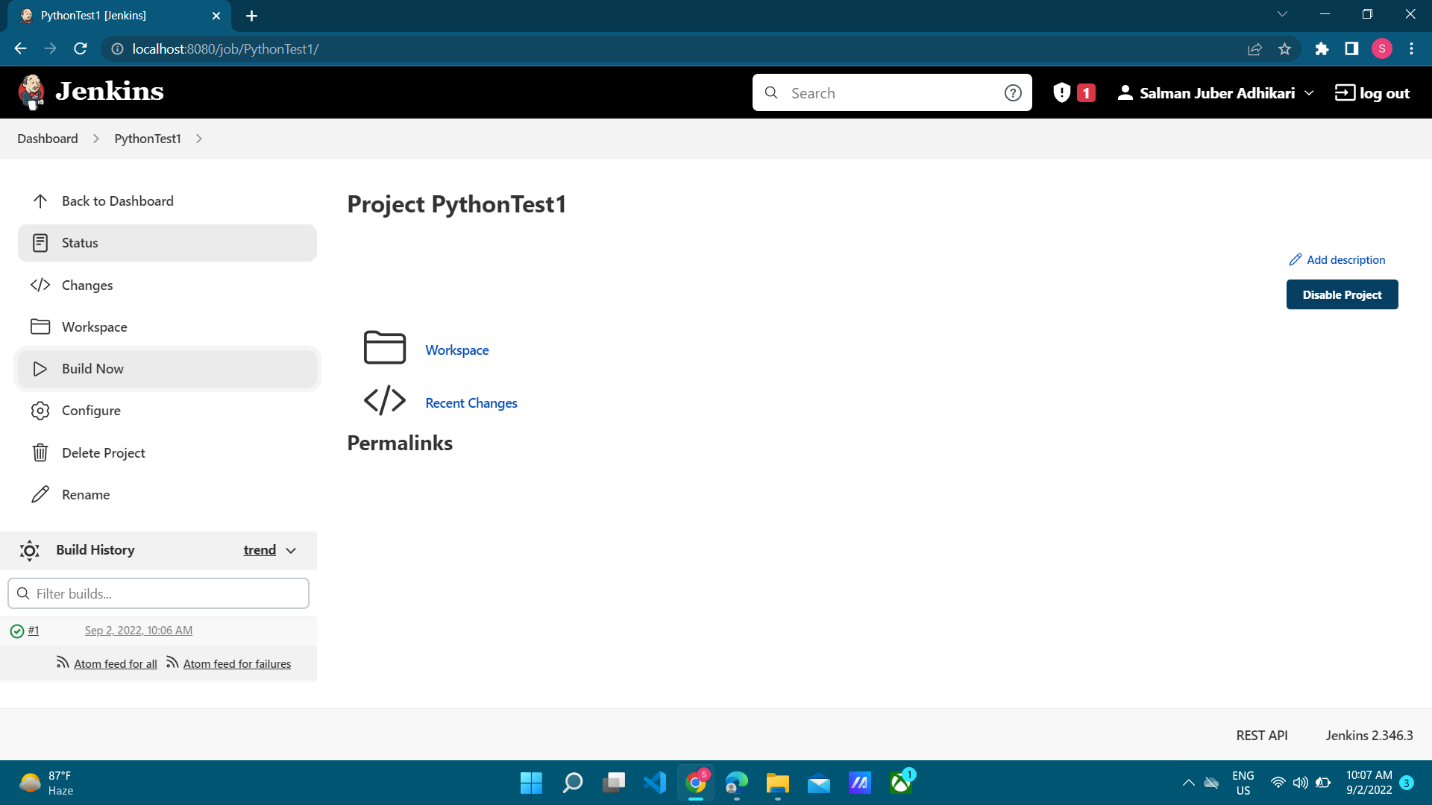 PythonTest1 [Jenkins]
localhost:8080/job/PythonTest1/
S
Jenkins
Search
1
Salman Juber Adhikari
log out
Dashboard
PythonTest1
Back to Dashboard
Status
Changes
Workspace
Build Now
Configure
Delete Project
Rename
Project PythonTest1
Add description
Disable Project
Workspace
Recent Changes
Permalinks
Build History
trend
Filter builds...
#1
Sep 2, 2022, 10:06 AM
Atom feed for all
Atom feed for failures
REST API
Jenkins 2.346.3
87°F
Haze
S
1
ENG
US
10:07 AM
9/2/2022
3